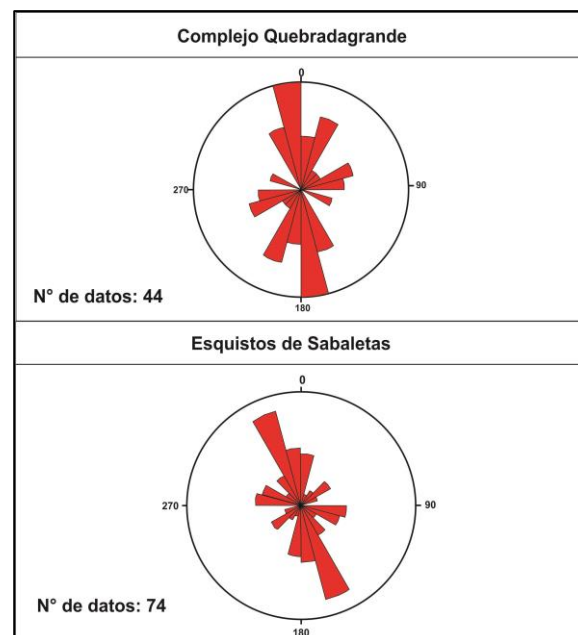 Complejo Quebradagrande
0
270
90
N° de datos: 44
180
Esquistos de Sabaletas
0
270
90
N° de datos: 74
180